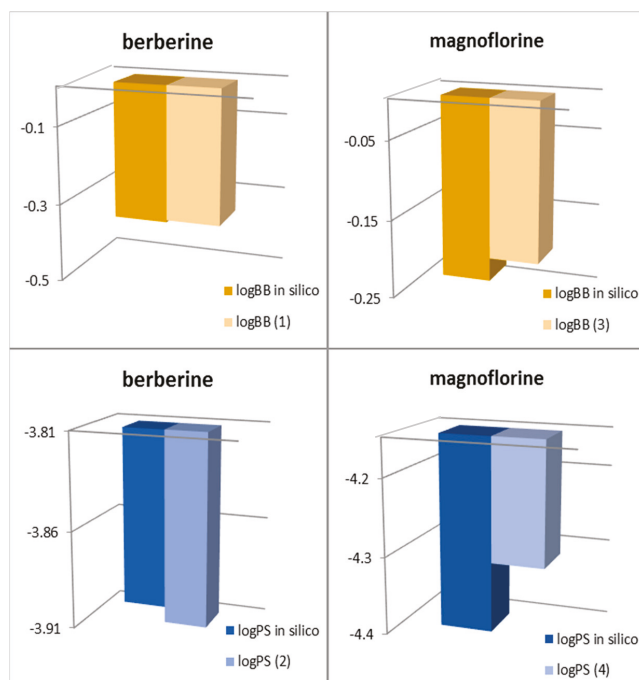 berberine
-0.1
-0.3
-0.5
logBB in silico
logBB (1)
magnoflorine
-0.05
-0.15
-0.25
logBB in silico
logBB (3)
berberine
-3.81
-3.86
-3.91
logPS in silico
logPS (2)
magnoflorine
-4.2
-4.3
-4.4
logPS in silico
logPS (4)